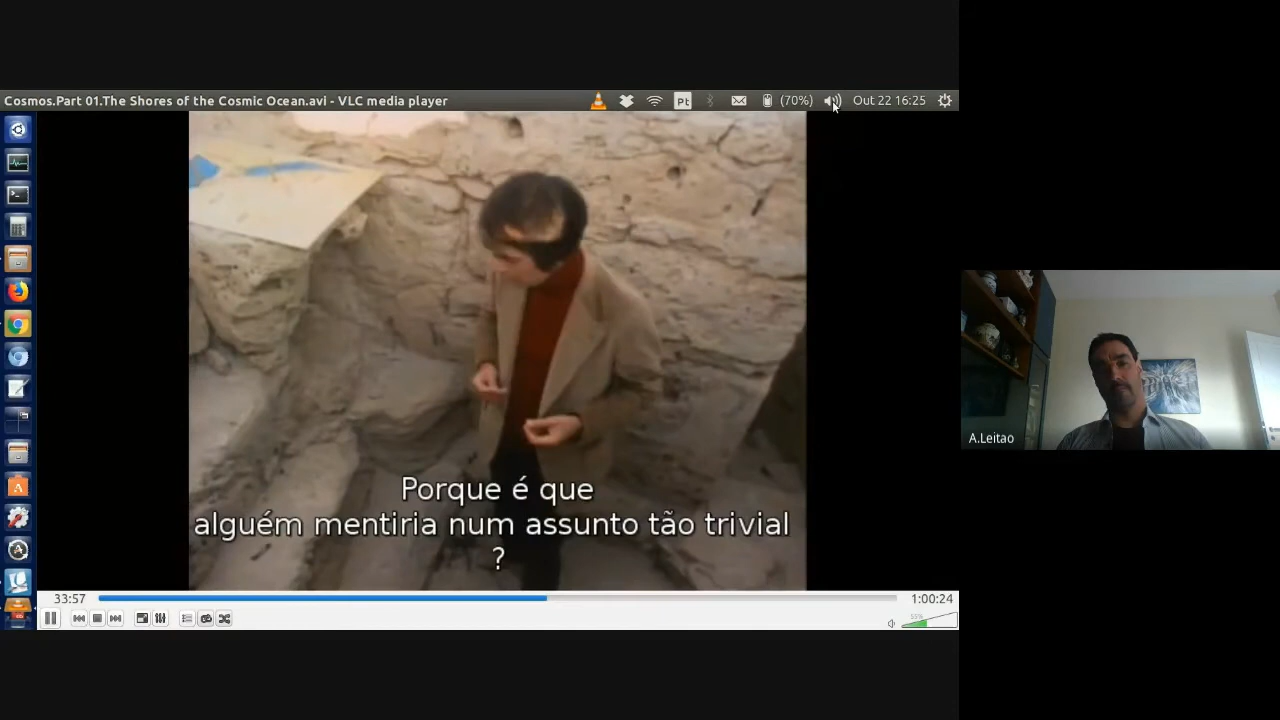 Cosmos.Part 01.The Shores of the Cosmic Ocean.avi - VLC media player
Pt
(70%)
Out 22 16:25
Porque é que
alguém mentiria num assunto tão trivial
?
A.Leitao
33:57
1:00:24
55%